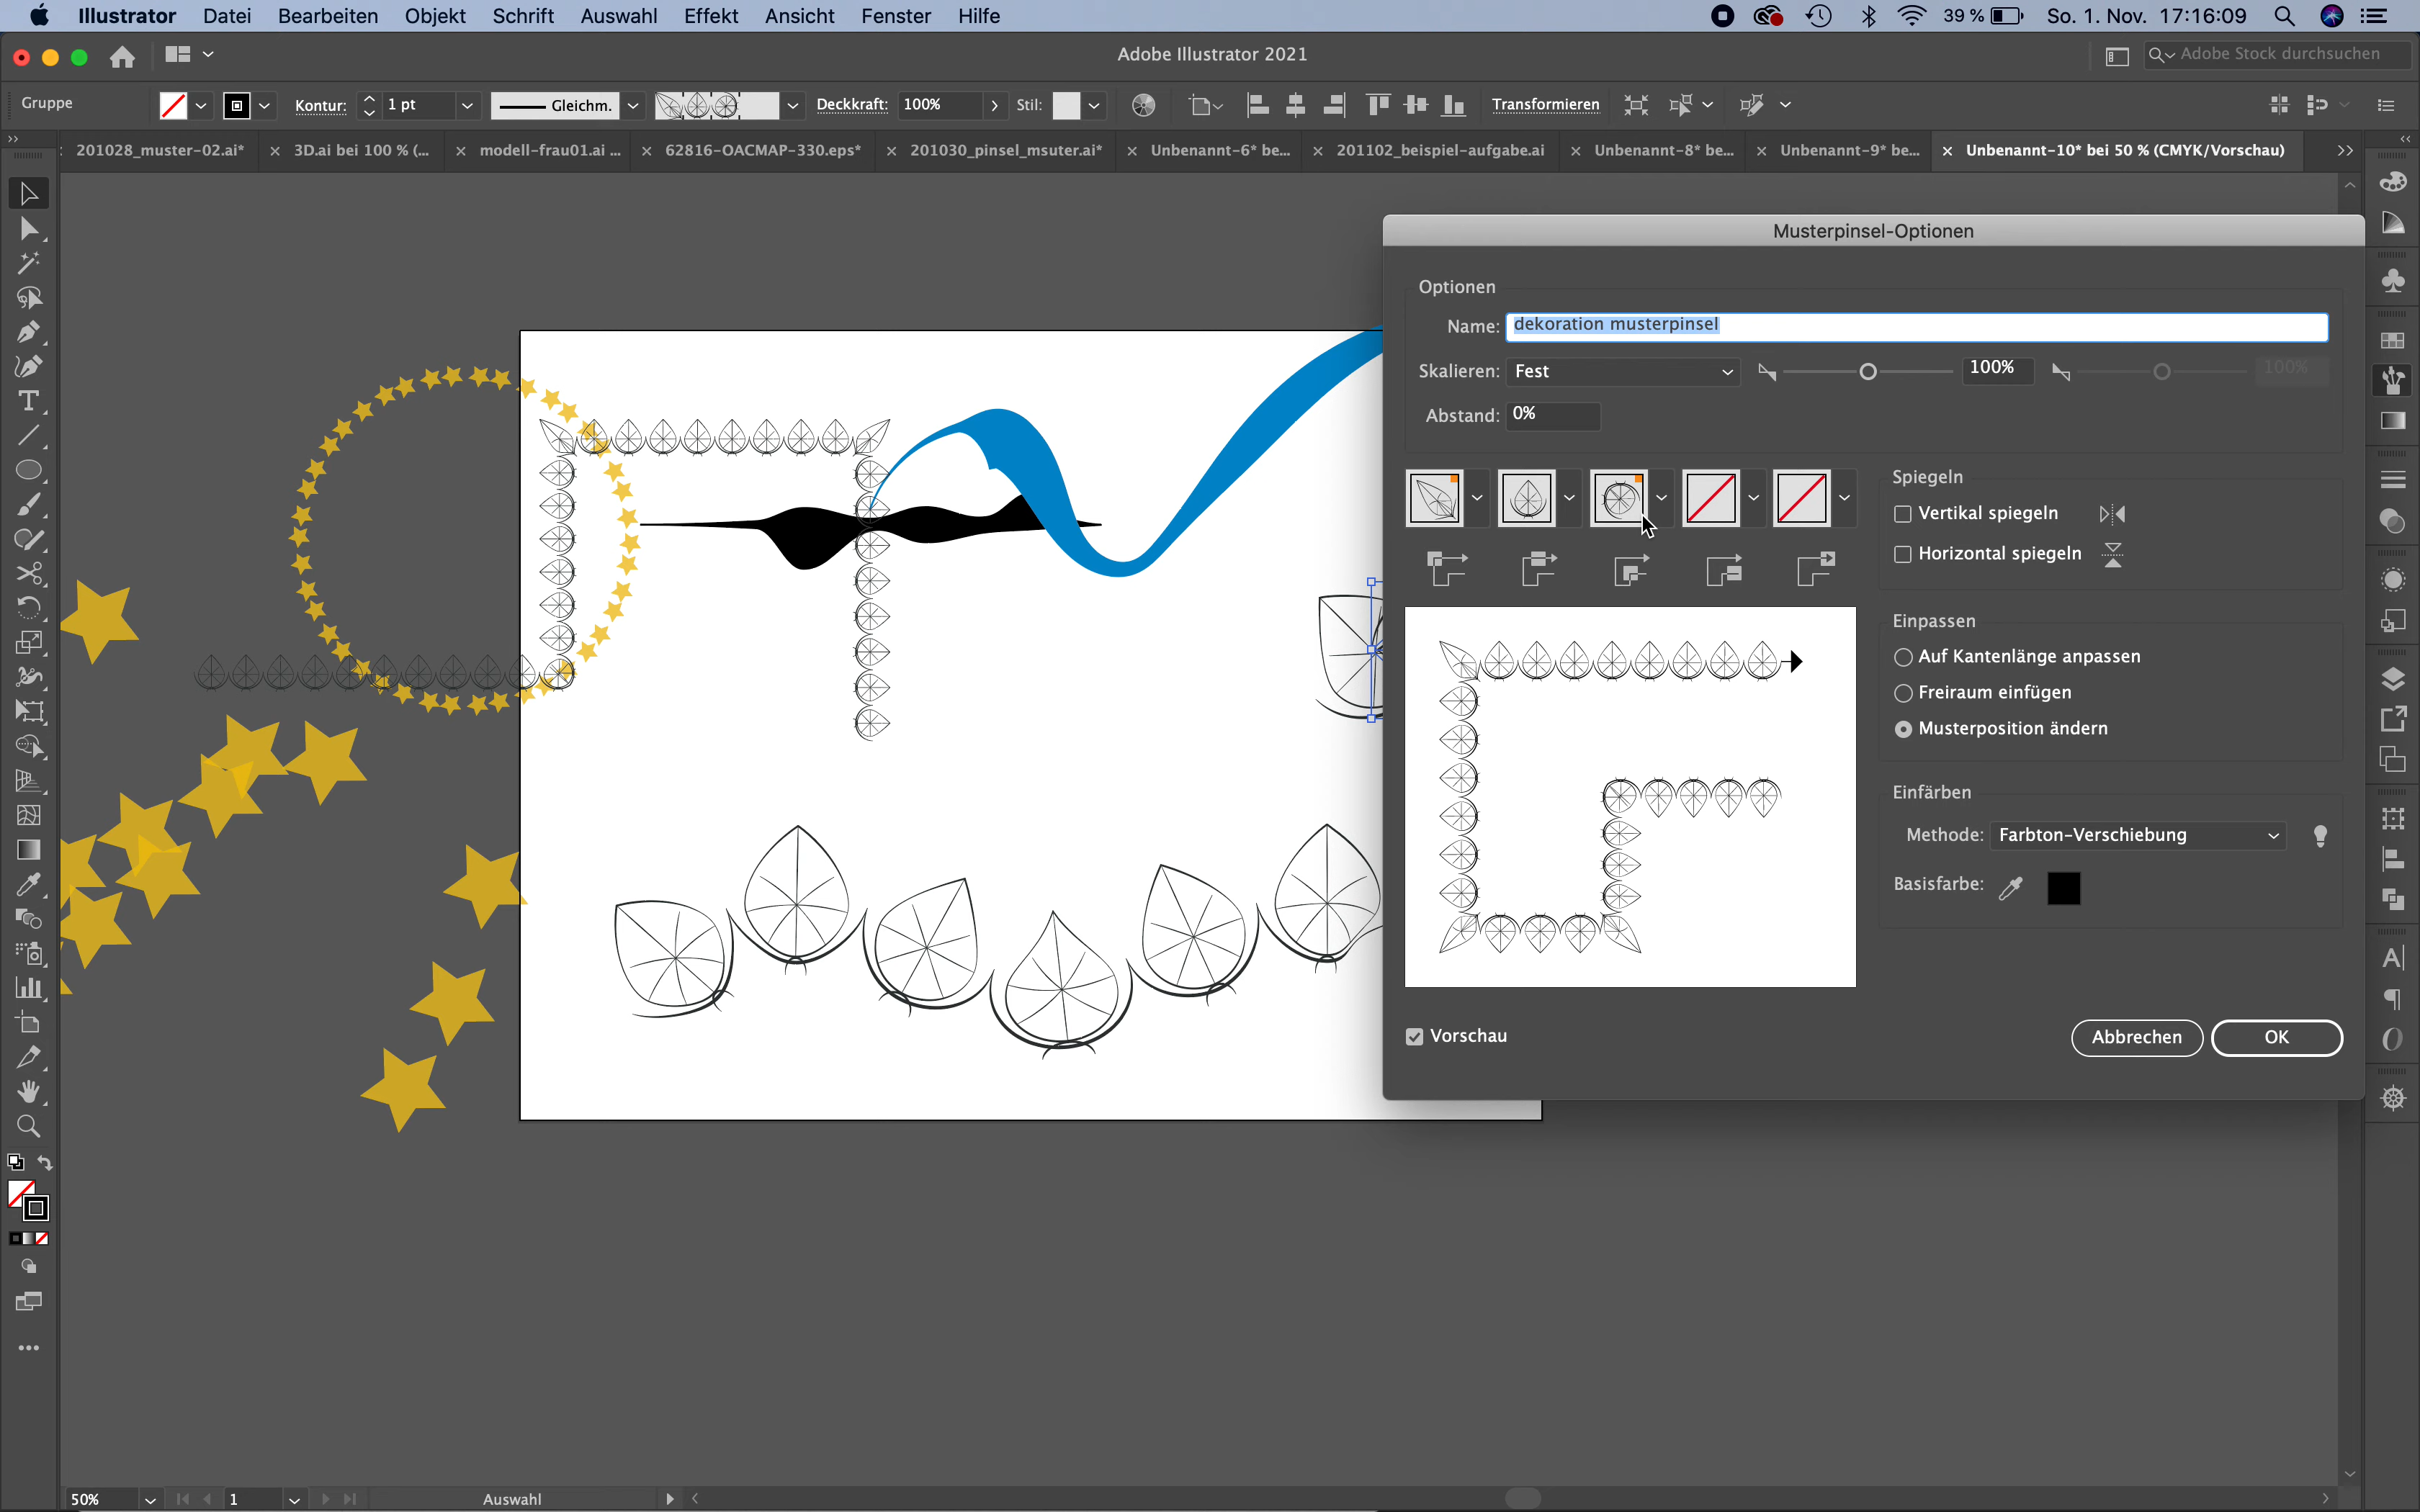 Illustrator Datei Bearbeiten Objekt Schrift Auswahl Effekt Ansicht Fenster Hilfe 39 % So. 1. Nov. 17:16:09
Adobe Illustrator 2021 Adobe Stock durchsuchen
Gruppe Kontur: 1 pt Gleichm. Deckkraft: 100% Stil: Transformieren
201028_muster-02.ai* 3D.ai bei 100 % (... modell-frau01.ai ... 62816-OACMAP-330.eps* 201030_pinsel_msuter.ai* Unbenannt-6* be... 201102_beispiel-aufgabe.ai Unbenannt-8* be... Unbenannt-9* be... Unbenannt-10* bei 50 % (CMYK/Vorschau)
Musterpinsel-Optionen
Optionen
Name: dekoration musterpinsel
Skalieren: Fest 100% 100%
Abstand: 0%
Spiegeln
Vertikal spiegeln
Horizontal spiegeln
Einpassen
Auf Kantenlänge anpassen
Freiraum einfügen
Musterposition ändern
Einfärben
Methode: Farbton-Verschiebung
Basisfarbe:
Vorschau Abbrechen OK
50% 1 Auswahl